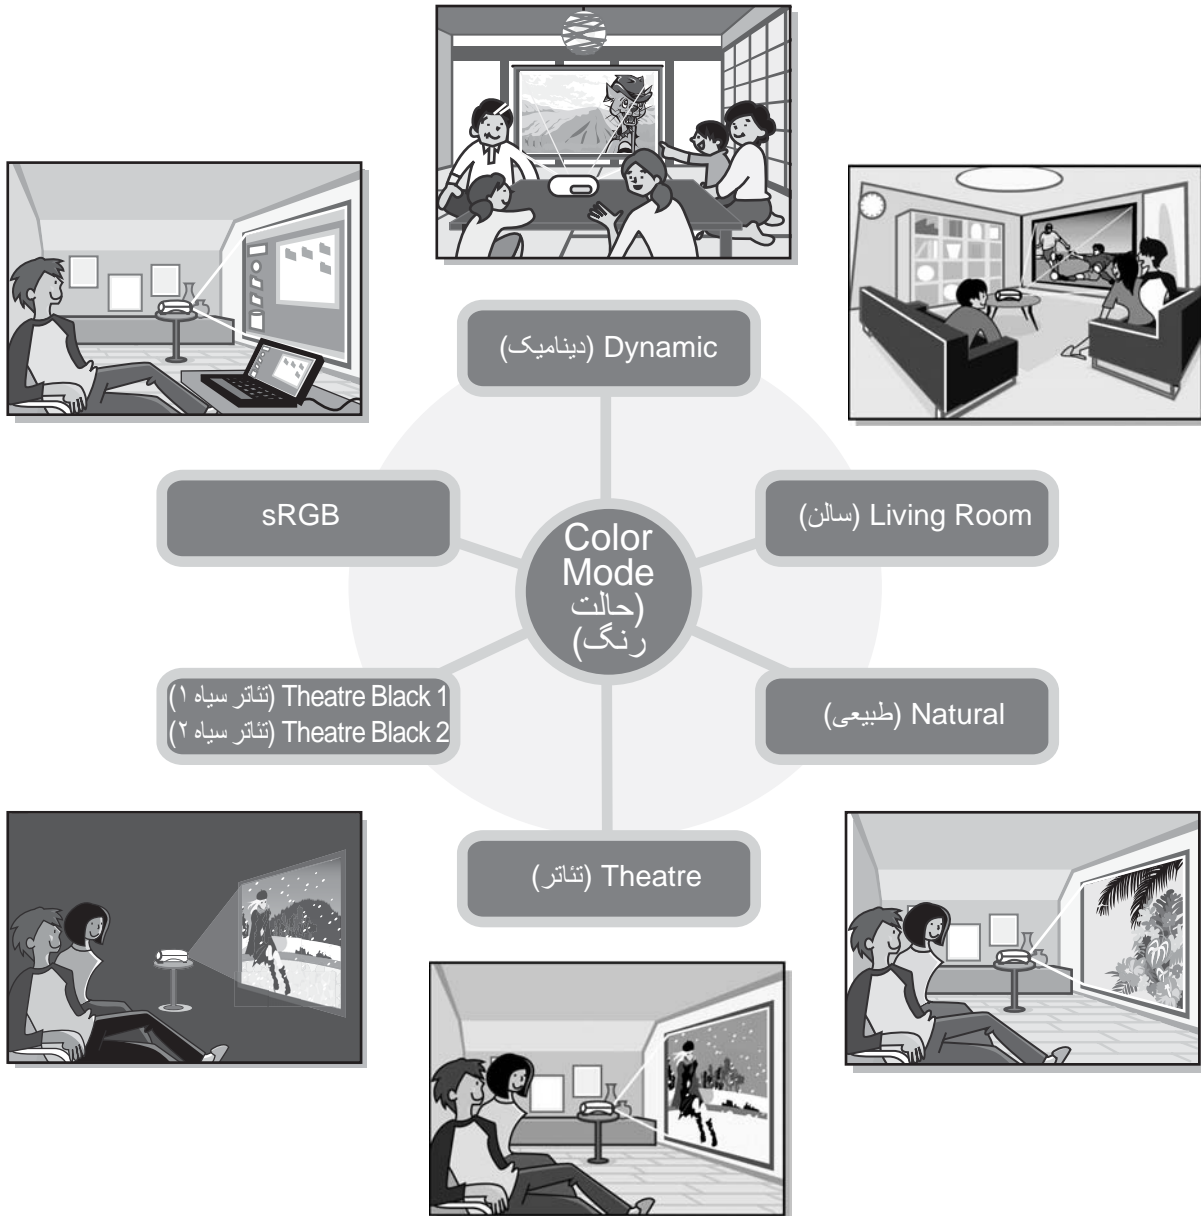 Dynamic (دینامیک)
sRGB
Living Room (سالن)
Color
Mode
(حالت
رنگ)
Theatre Black 1 (تئاتر سیاه ۱)
Theatre Black 2 (تئاتر سیاه ۲)
Natural (طبیعی)
Theatre (تئاتر)